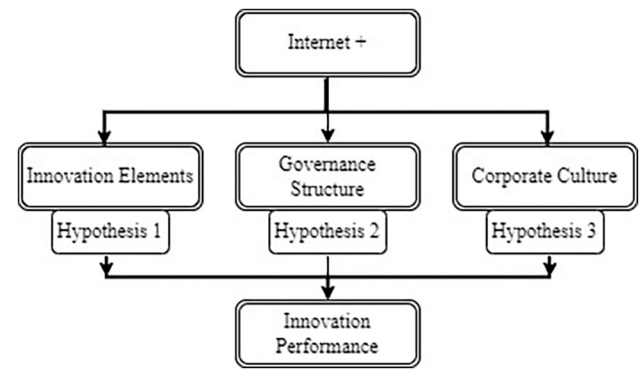 Internet +
Innovation Elements
Governance
Structure
Corporate Culture
Hypothesis 1
Hypothesis 2
Hypothesis 3
Innovation
Performance